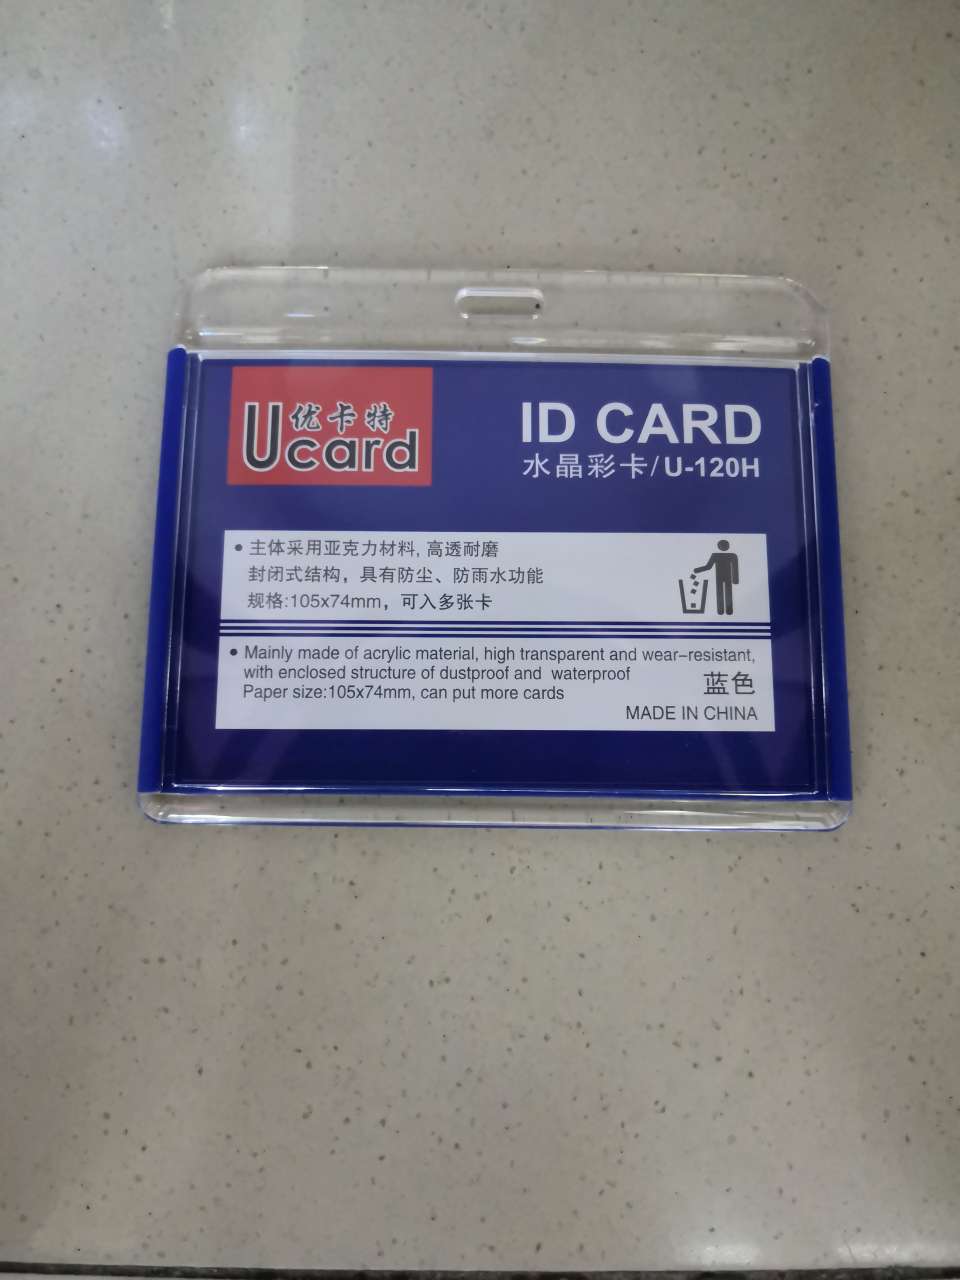 优卡特
Ucard
ID CARD
水晶彩卡/U-120H
• 主体采用亚克力材料, 高透耐磨
封闭式结构，具有防尘、防雨水功能
规格:105x74mm，可入多张卡
• Mainly made of acrylic material, high transparent and wear-resistant,
with enclosed structure of dustproof and waterproof
Paper size:105x74mm, can put more cards
蓝色
MADE IN CHINA